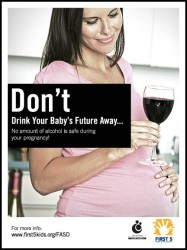 Don't
Drink Your Baby's Future Away...
No amount of alcohol is safe during
your pregnancy!
For more info:
www.first5kids.org/FASD
FIRST 5